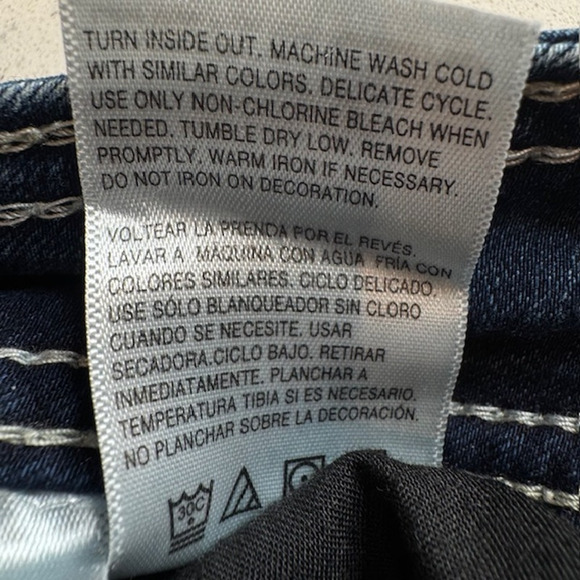 TURN INSIDE OUT. MACHINE WASH COLD
WITH SIMILAR COLORS. DELICATE CYCLE.
USE ONLY NON-CHLORINE BLEACH WHEN
NEEDED. TUMBLE DRY LOW. REMOVE
PROMPTLY. WARM IRON IF NECESSARY.
DO NOT IRON ON DECORATION.
VOLTEAR LA PRENDA POR EL REVÉS.
LAVAR A MÁQUINA CON AGUA FRÍA CON
COLORES SIMILARES. CICLO DELICADO.
USE SÓLO BLANQUEADOR SIN CLORO
CUANDO SE NECESITE. USAR
SECADORA CICLO BAJO. RETIRAR
INMEDIATAMENTE. PLANCHAR A
TEMPERATURA TIBIA SI ES NECESARIO.
NO PLANCHAR SOBRE LA DECORACIÓN.
30C